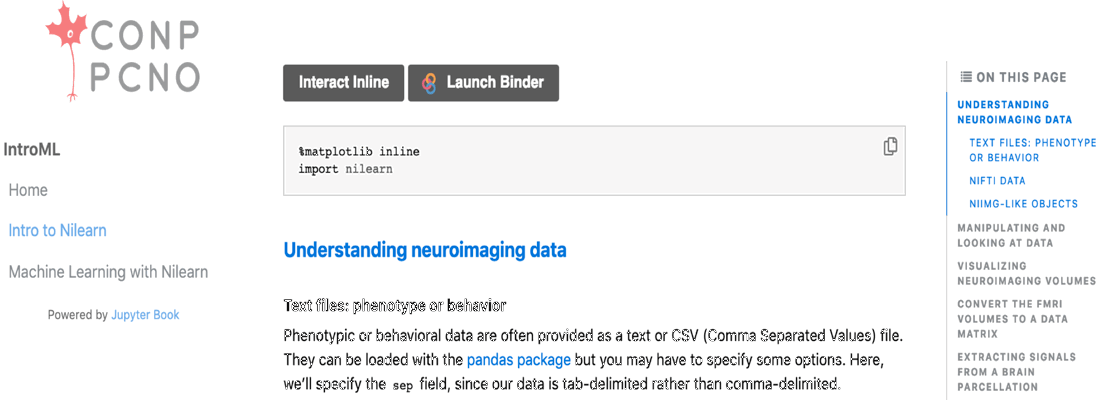 CONP
PCNO
IntroML
Home
Intro to Nilearn
Machine Learning with Nilearn
Powered by Jupyter Book
Interact Inline
Launch Binder
%matplotlib inline
import nilearn
Understanding neuroimaging data
Text files: phenotype or behavior
Phenotypic or behavioral data are often provided as a text or CSV (Comma Separated Values) file.
They can be loaded with the pandas package but you may have to specify some options. Here,
we'll specify the sep field, since our data is tab-delimited rather than comma-delimited.
ON THIS PAGE
UNDERSTANDING
NEUROIMAGING DATA
TEXT FILES: PHENOTYPE
OR BEHAVIOR
NIFTI DATA
NIIMG-LIKE OBJECTS
MANIPULATING AND
LOOKING AT DATA
VISUALIZING
NEUROIMAGING VOLUMES
CONVERT THE FMRI
VOLUMES TO A DATA
MATRIX
EXTRACTING SIGNALS
FROM A BRAIN
PARCELLATION